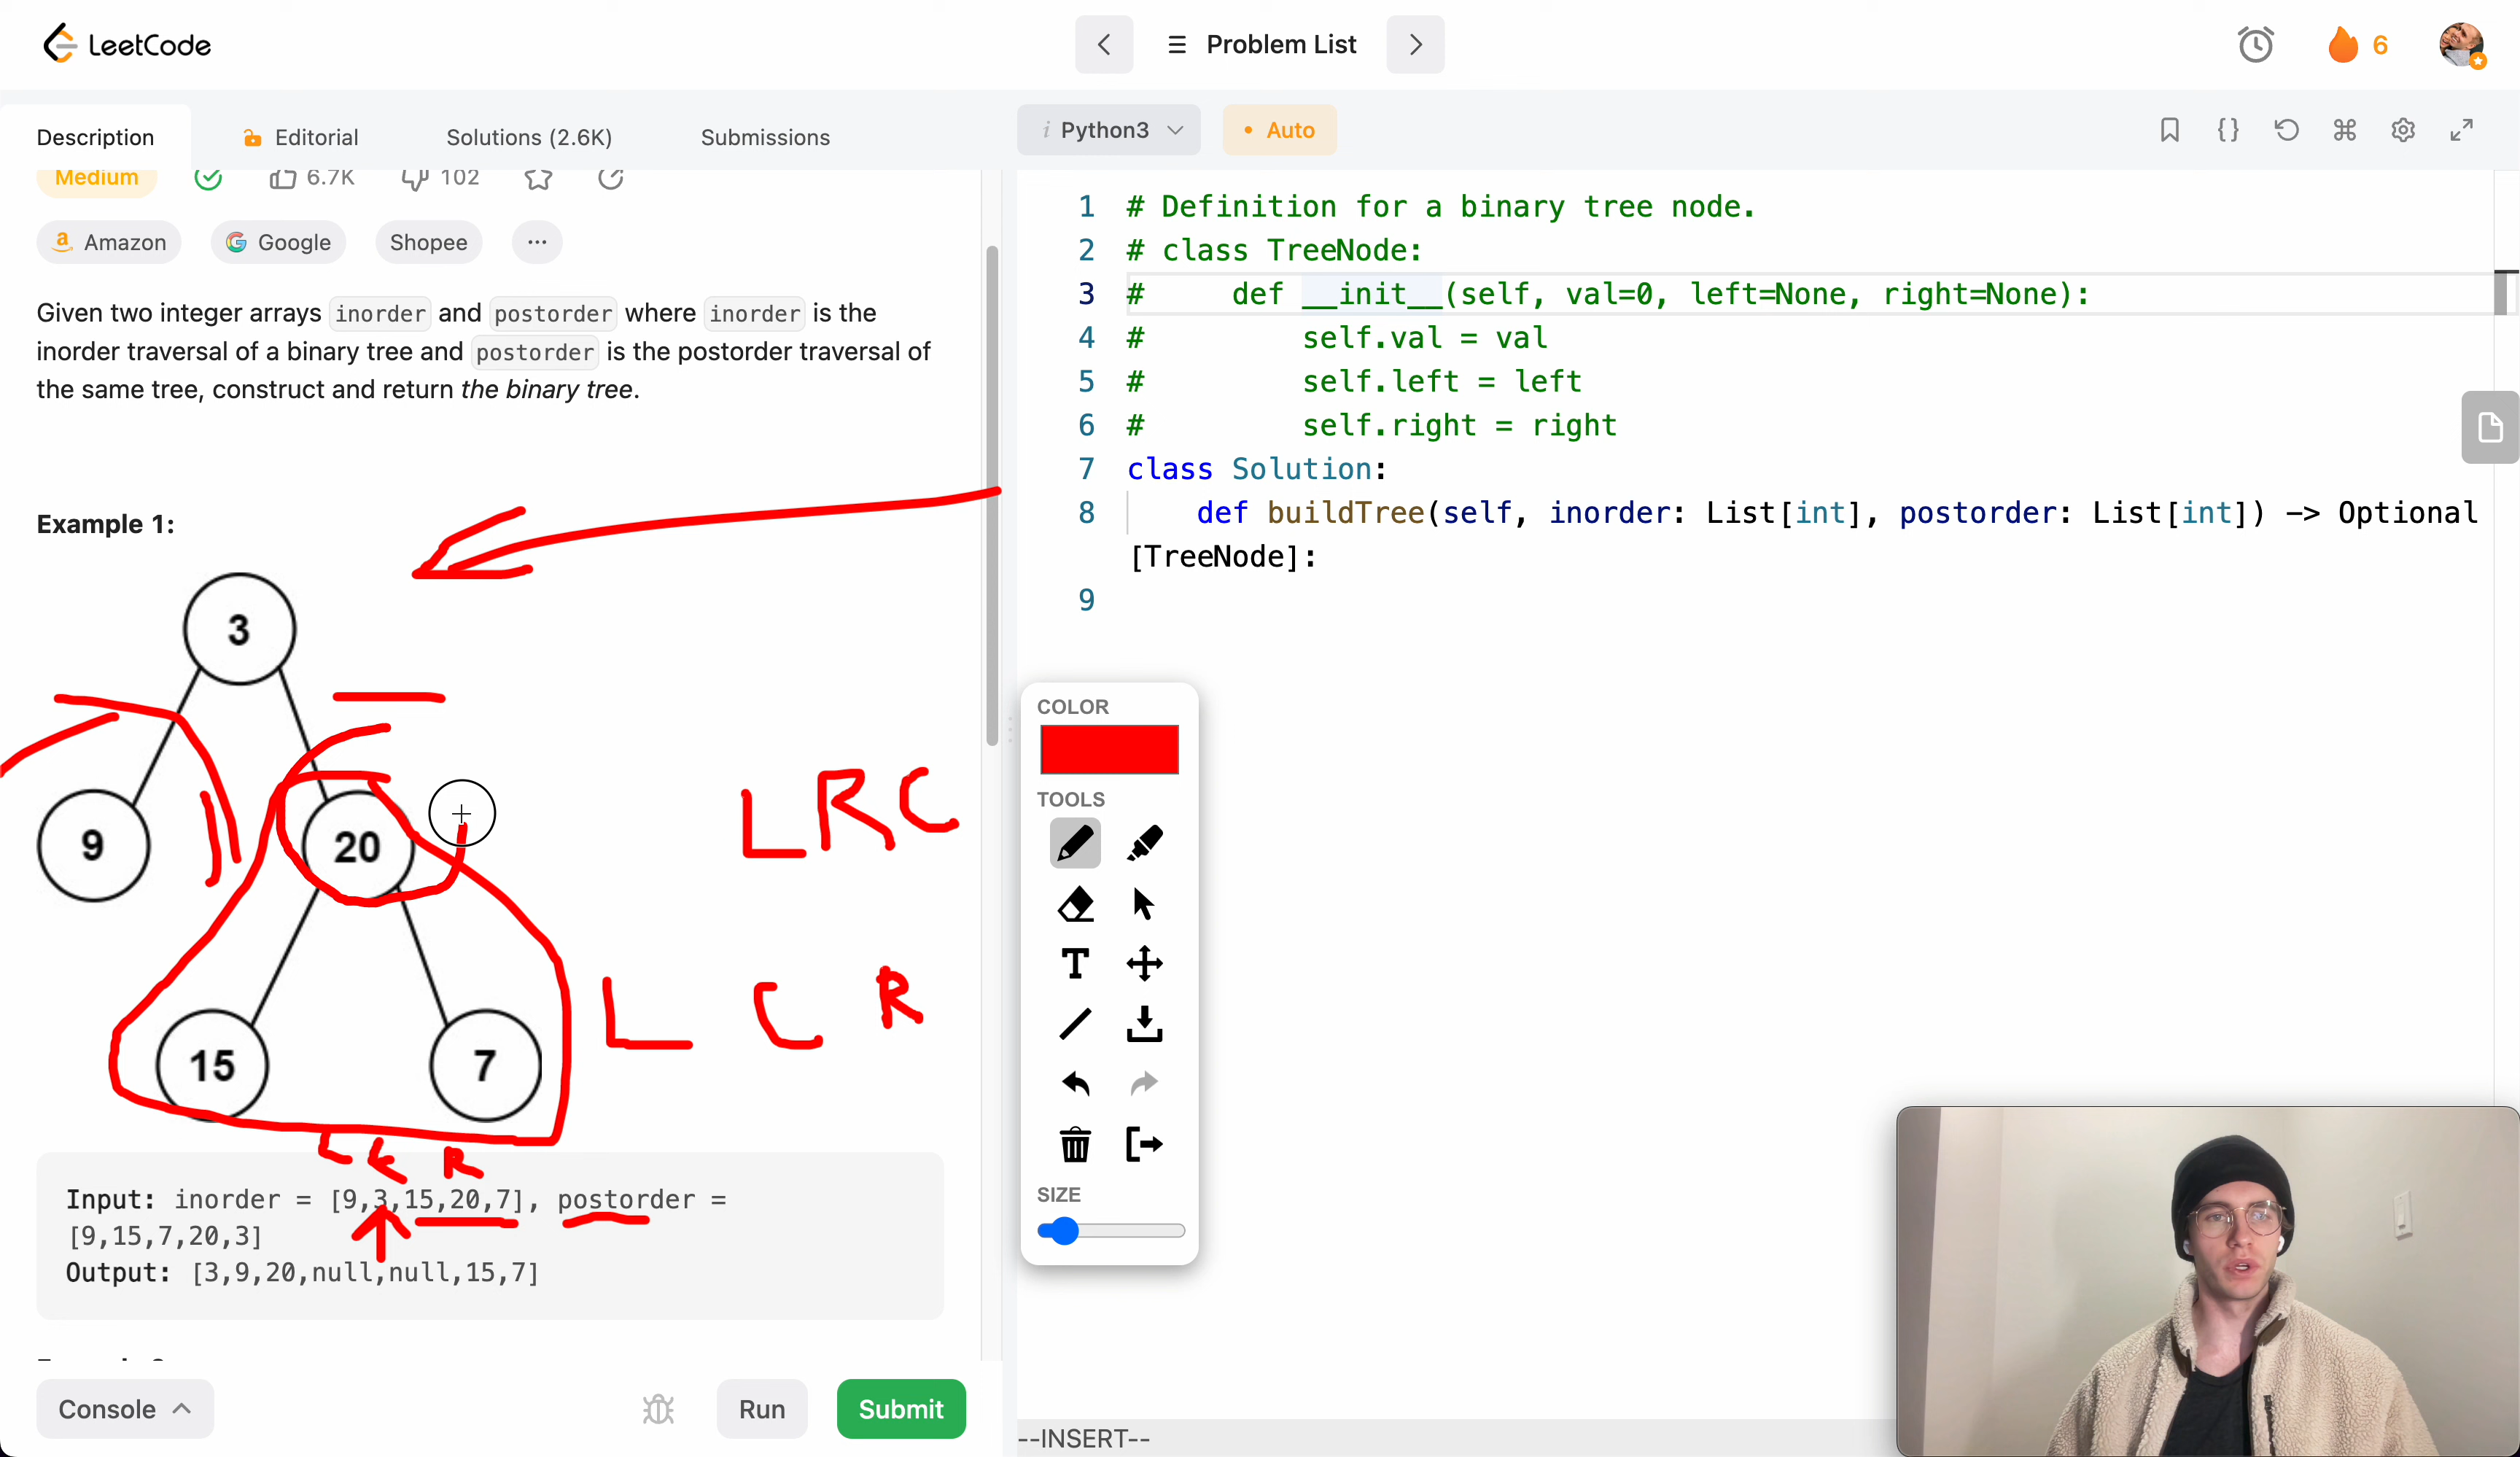 LeetCode
Problem List
6
Description
Editorial
Solutions (2.6K)
Submissions
Medium
6.7K
102
Amazon
Google
Shopee
Given two integer arrays inorder and postorder where inorder is the
inorder traversal of a binary tree and postorder is the postorder traversal of
the same tree, construct and return the binary tree.
Example 1:
3
9
20
15
7
L R C
L C R
L C R
Input: inorder = [9,3,15,20,7], postorder =
[9,15,7,20,3]
Output: [3,9,20,null,null,15,7]
Console
Run
Submit
i Python3
• Auto
1 # Definition for a binary tree node.
2 # class TreeNode:
3 #     def __init__(self, val=0, left=None, right=None):
4 #         self.val = val
5 #         self.left = left
6 #         self.right = right
7 class Solution:
8     def buildTree(self, inorder: List[int], postorder: List[int]) -> Optional
[TreeNode]:
9
COLOR
TOOLS
T
SIZE
--INSERT--